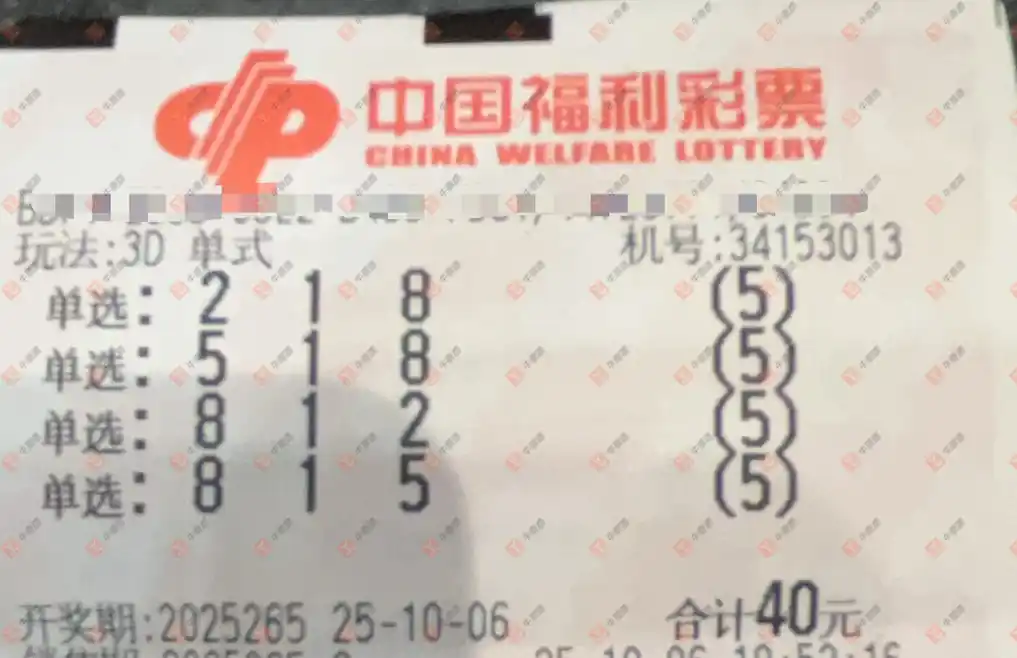 中国福利彩票
CHINA WELFARE LOTTERY
玩法:3D 单式 机号:34153013
单选: 2 1 8 (5)
单选: 5 1 8 (5)
单选: 8 1 2 (5)
单选: 8 1 5 (5)
开奖期:2025265 25-10-06 合计40元